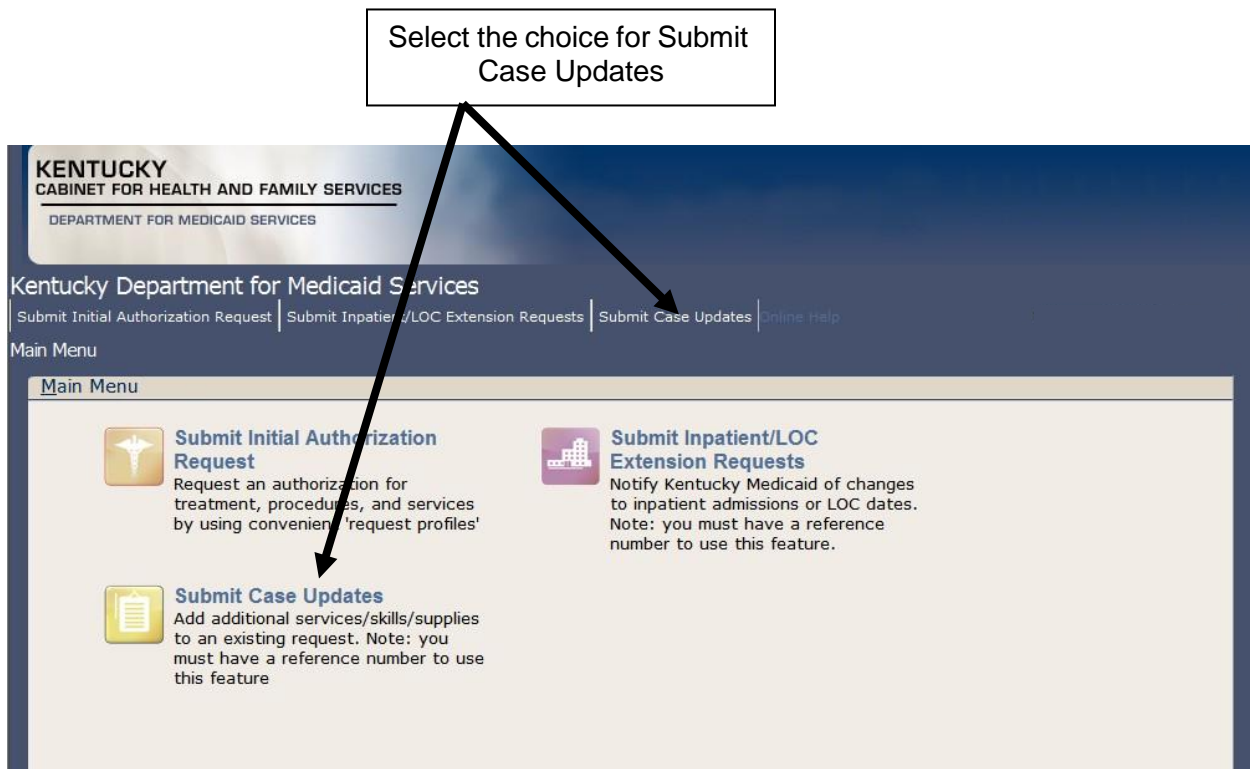 Select the choice for Submit
Case Updates
KENTUCKY
CABINET FOR HEALTH AND FAMILY SERVICES
DEPARTMENT FOR MEDICAID SERVICES
Kentucky Department for Medicaid Services
Submit Initial Authorization Request Submit Inpatient/LOC Extension Requests Submit Case Updates Online Help
Main Menu
Main Menu
Submit Initial Authorization
Request
Request an authorization for
treatment, procedures, and services
by using convenient 'request profiles'
Submit Inpatient/LOC
Extension Requests
Notify Kentucky Medicaid of changes
to inpatient admissions or LOC dates.
Note: you must have a reference
number to use this feature.
Submit Case Updates
Add additional services/skills/supplies
to an existing request. Note: you
must have a reference number to use
this feature